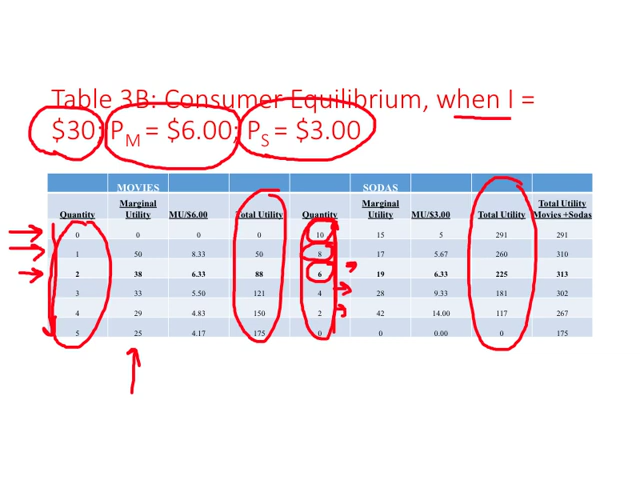 Table 3B: Consumer Equilibrium, when I =
$30; PM = $6.00; PS = $3.00
MOVIES SODAS
Quantity Marginal Utility MU/$6.00 Total Utility Quantity Marginal Utility MU/$3.00 Total Utility Total Utility Movies +Sodas
0 0 0 0 10 15 5 291 291
1 50 8.33 50 8 17 5.67 260 310
2 38 6.33 88 6 19 6.33 225 313
3 33 5.50 121 4 28 9.33 181 302
4 29 4.83 150 2 42 14.00 117 267
5 25 4.17 175 0 0 0.00 0 175